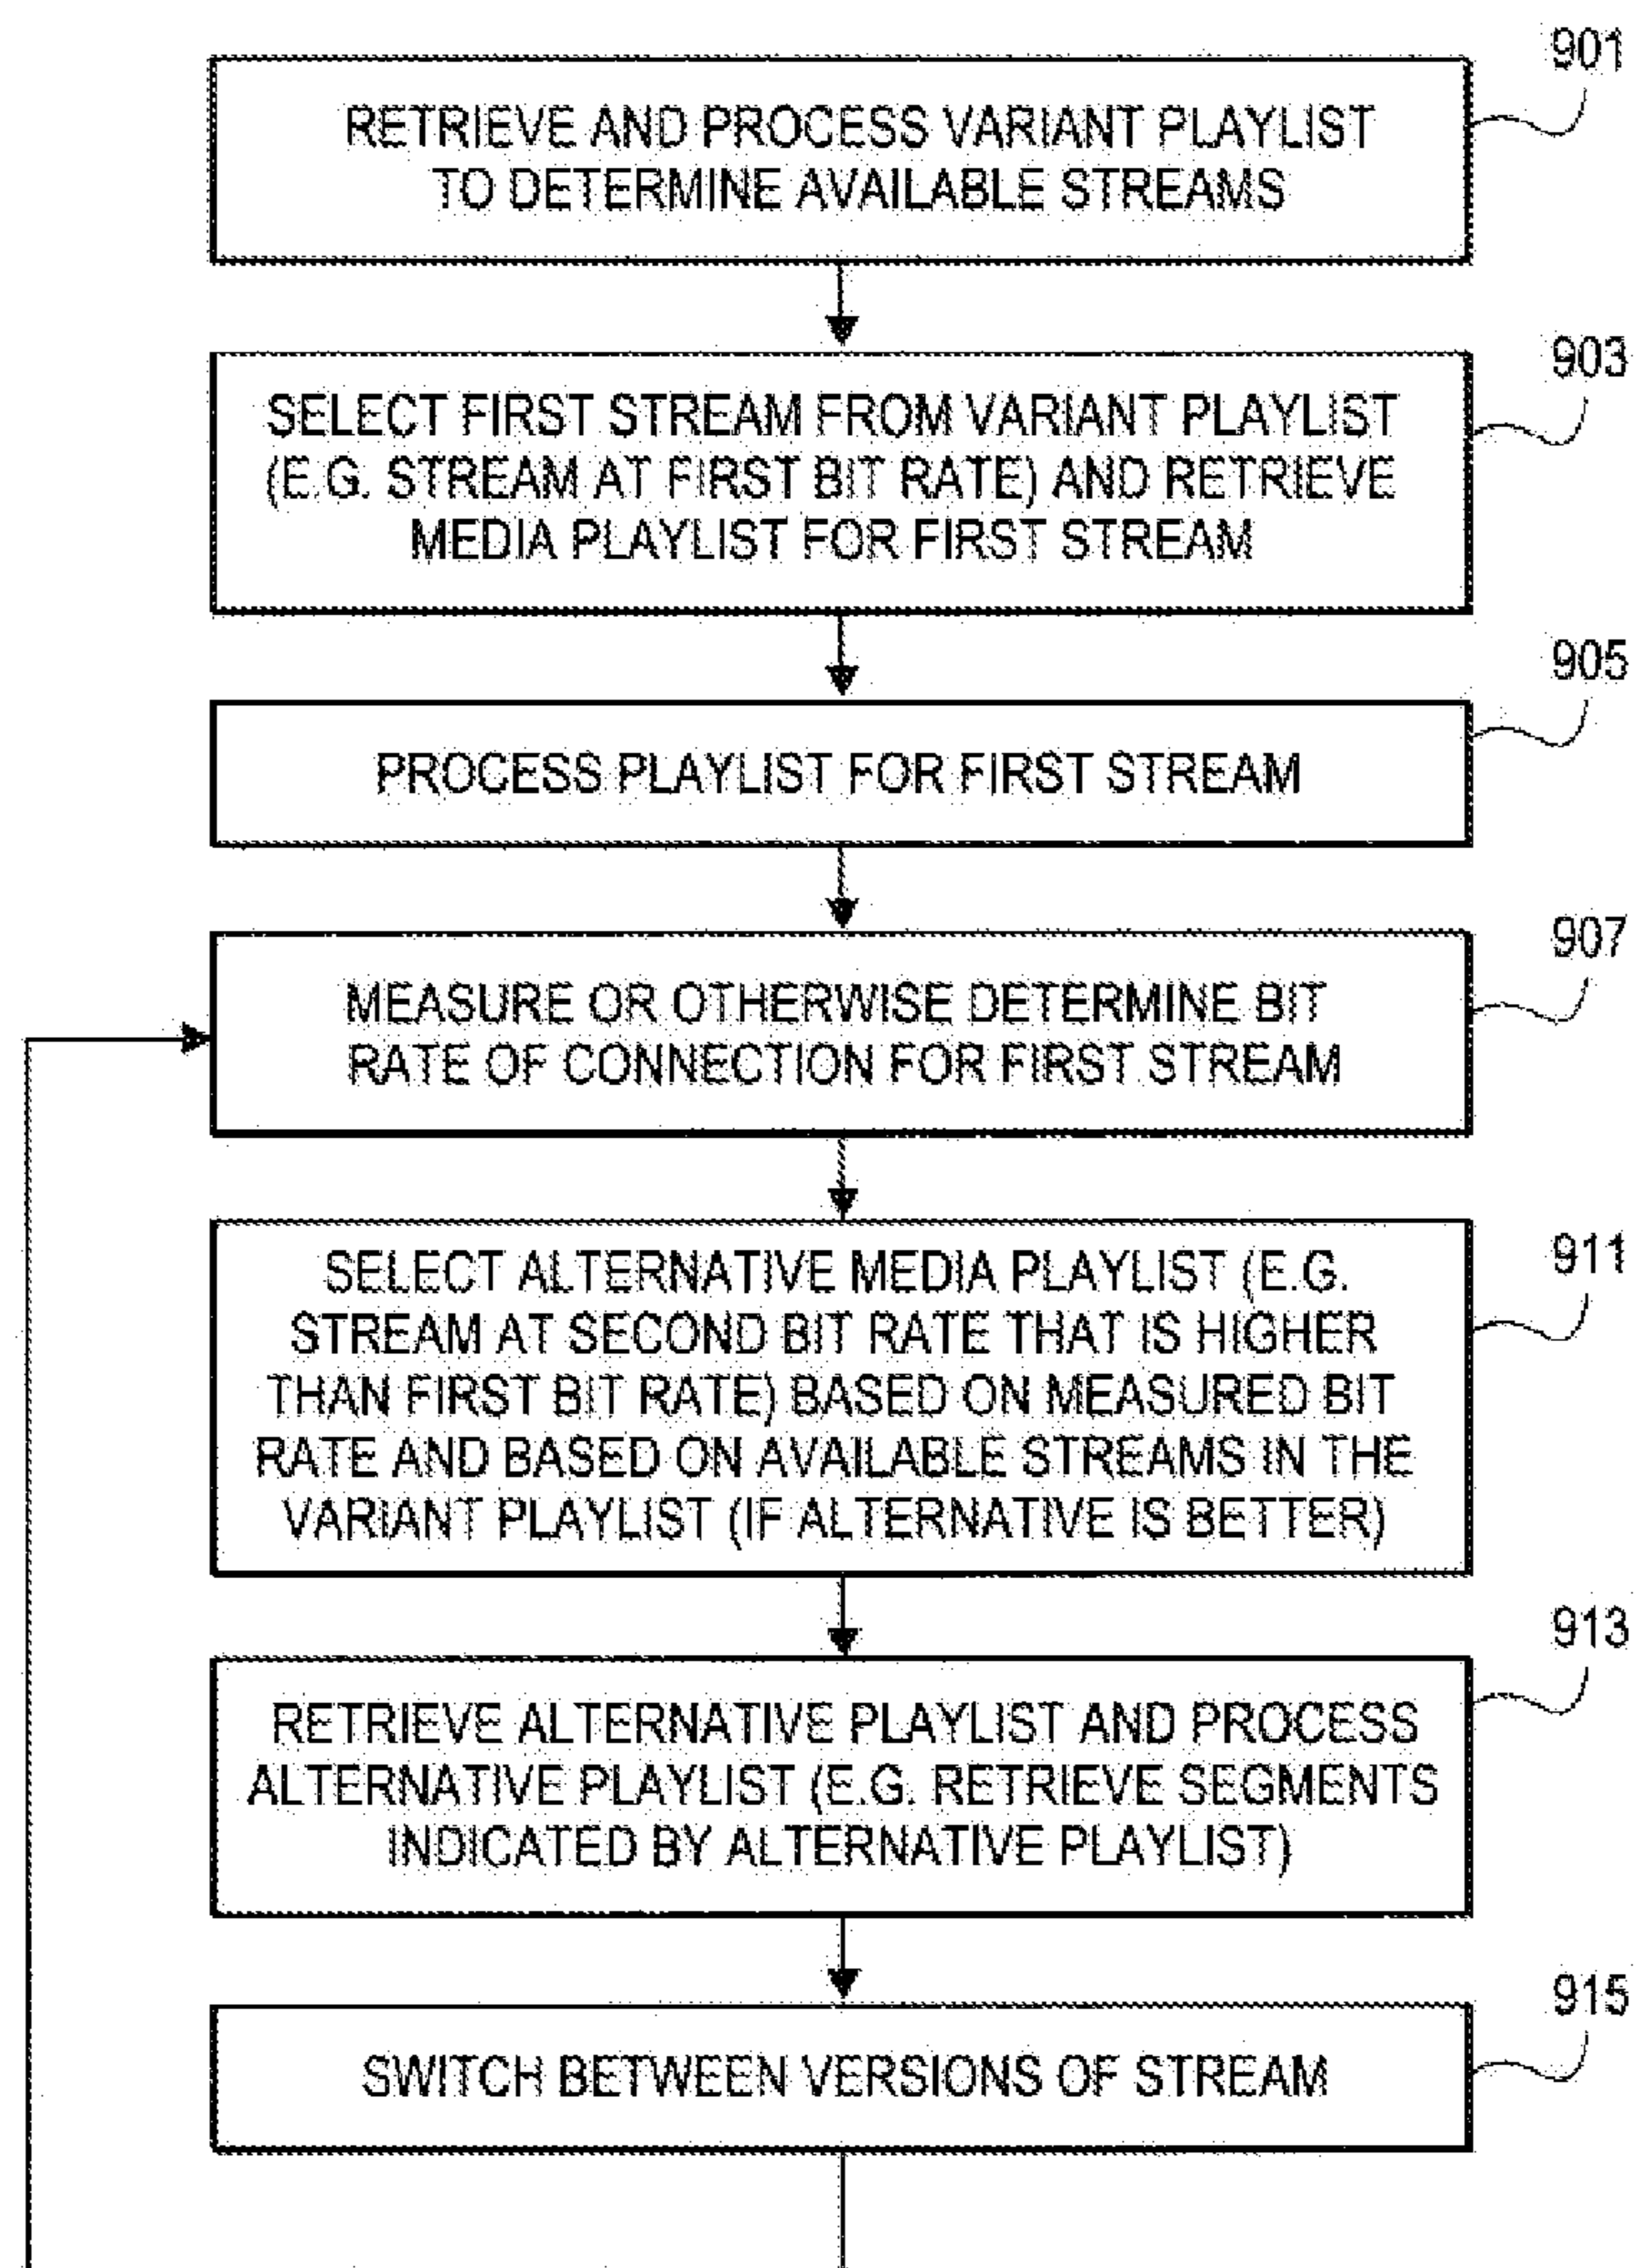 901
RETRIEVE AND PROCESS VARIANT PLAYLIST
TO DETERMINE AVAILABLE STREAMS
903
SELECT FIRST STREAM FROM VARIANT PLAYLIST
(E.G. STREAM AT FIRST BIT RATE) AND RETRIEVE
MEDIA PLAYLIST FOR FIRST STREAM
905
PROCESS PLAYLIST FOR FIRST STREAM
907
MEASURE OR OTHERWISE DETERMINE BIT
RATE OF CONNECTION FOR FIRST STREAM
911
SELECT ALTERNATIVE MEDIA PLAYLIST (E.G.
STREAM AT SECOND BIT RATE THAT IS HIGHER
THAN FIRST BIT RATE) BASED ON MEASURED BIT
RATE AND BASED ON AVAILABLE STREAMS IN THE
VARIANT PLAYLIST (IF ALTERNATIVE IS BETTER)
913
RETRIEVE ALTERNATIVE PLAYLIST AND PROCESS
ALTERNATIVE PLAYLIST (E.G. RETRIEVE SEGMENTS
INDICATED BY ALTERNATIVE PLAYLIST)
915
SWITCH BETWEEN VERSIONS OF STREAM